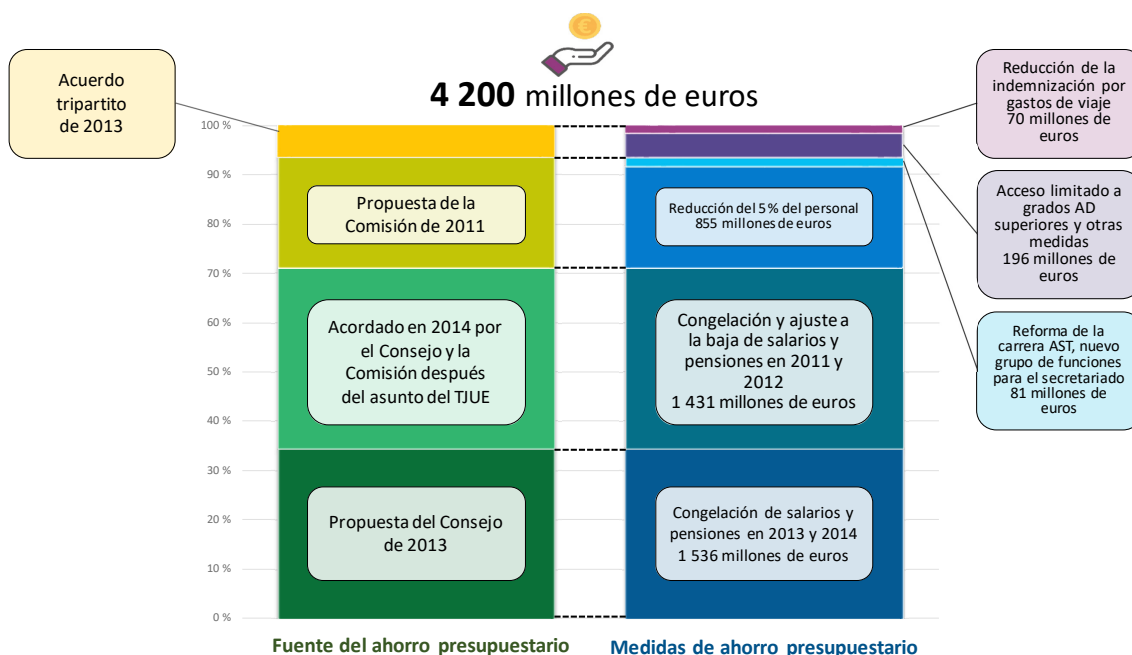 €
4 200 millones de euros
Acuerdo
tripartito
de 2013
100 %
90 %
80 %
70 %
60 %
50 %
40 %
30 %
20 %
10 %
0 %
Propuesta de la
Comisión de 2011
Acordado en 2014 por
el Consejo y la
Comisión después
del asunto del TJUE
Propuesta del Consejo
de 2013
Fuente del ahorro presupuestario
Reducción del 5% del personal
855 millones de euros
Congelación y ajuste a
la baja de salarios y
pensiones en 2011 y
2012
1 431 millones de euros
Congelación de salarios y
pensiones en 2013 y 2014
1 536 millones de euros
Medidas de ahorro presupuestario
Reducción de la
indemnización por
gastos de viaje
70 millones de
euros
Acceso limitado a
grados AD
superiores y otras
medidas
196 millones de
euros
Reforma de la
carrera AST, nuevo
grupo de funciones
para el secretariado
81 millones de
euros